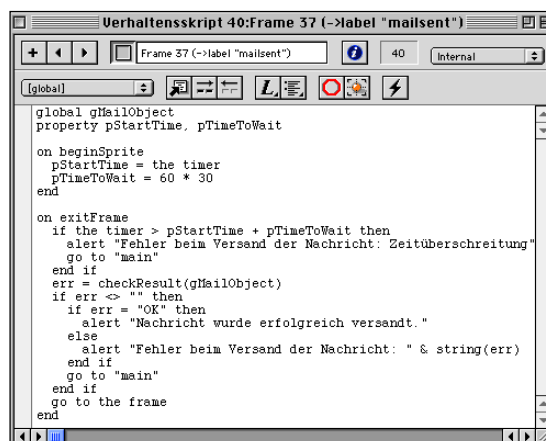 Verhaltensskript 40:Frame 37 (->label "mailsent")
Frame 37 (->label "mailsent")
40
Internal
[global]
global gMailObject
property pStartTime, pTimeToWait
on beginSprite
pStartTime = the timer
pTimeToWait = 60 * 30
end
on exitFrame
if the timer > pStartTime + pTimeToWait then
alert "Fehler beim Versand der Nachricht: Zeitüberschreitung"
go to "main"
end if
err = checkResult(gMailObject)
if err <> "" then
if err = "OK" then
alert "Nachricht wurde erfolgreich versandt."
else
alert "Fehler beim Versand der Nachricht: " & string(err)
end if
go to "main"
end if
go to the frame
end